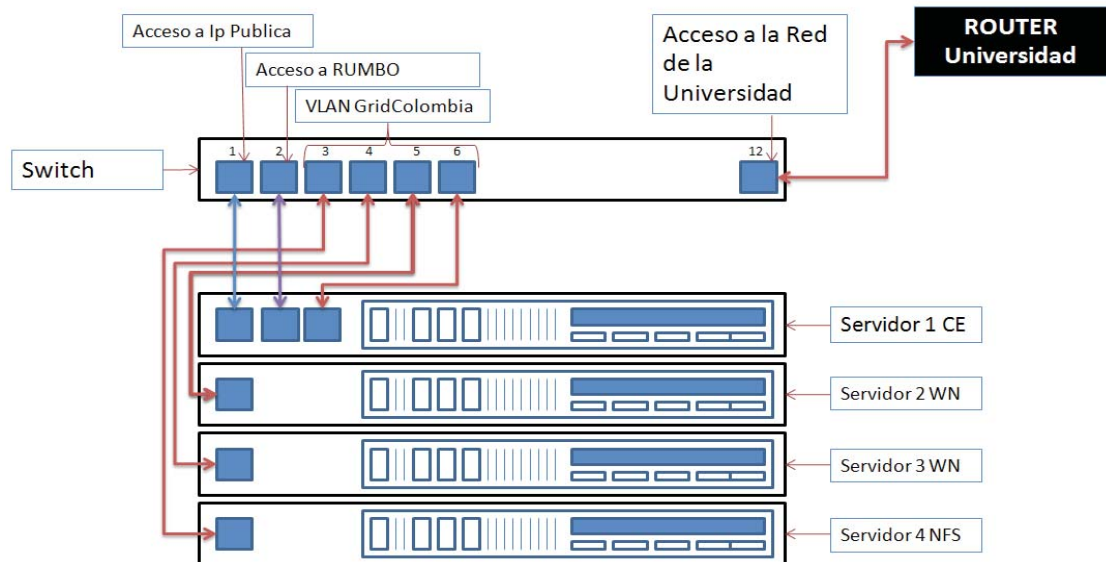 Acceso a Ip Publica
Acceso a RUMBO
VLAN GridColombia
Acceso a la Red
de la
Universidad
ROUTER
Universidad
Switch
1 2 3 4 5 6 12
Servidor 1 CE
Servidor 2 WN
Servidor 3 WN
Servidor 4 NFS